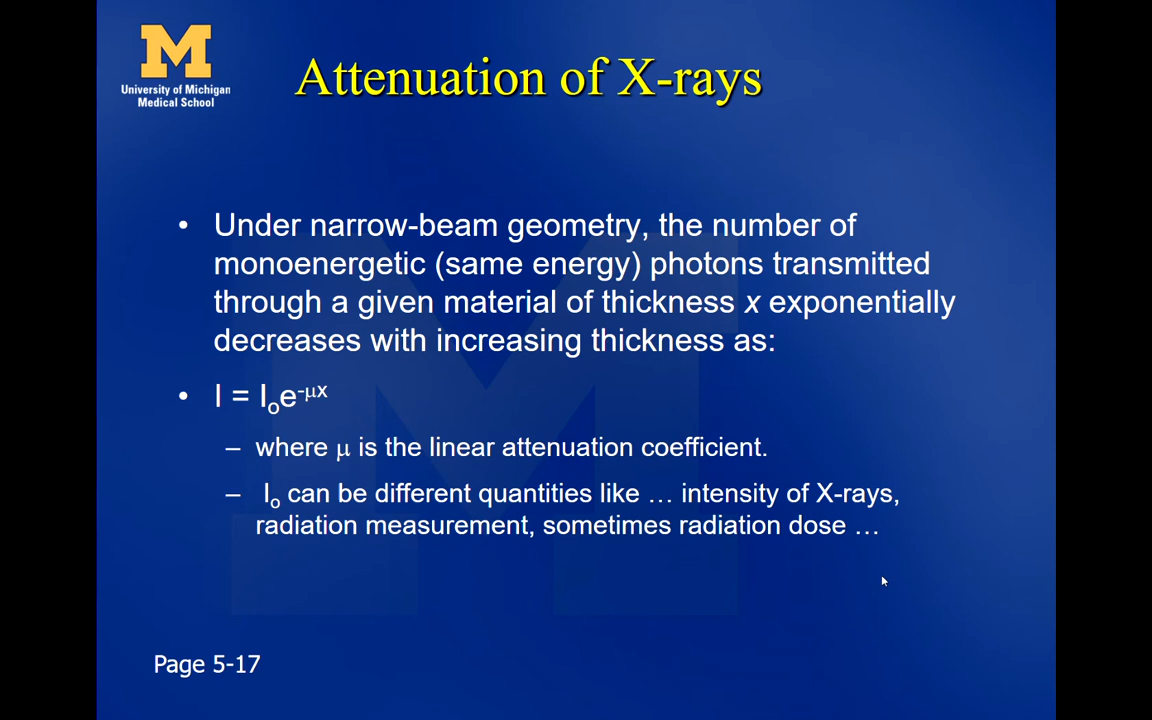 University of Michigan
Medical School
Attenuation of X-rays
• Under narrow-beam geometry, the number of
monoenergetic (same energy) photons transmitted
through a given material of thickness x exponentially
decreases with increasing thickness as:
• I = Iₒe⁻μˣ
– where μ is the linear attenuation coefficient.
– Iₒ can be different quantities like … intensity of X-rays,
radiation measurement, sometimes radiation dose …
Page 5-17